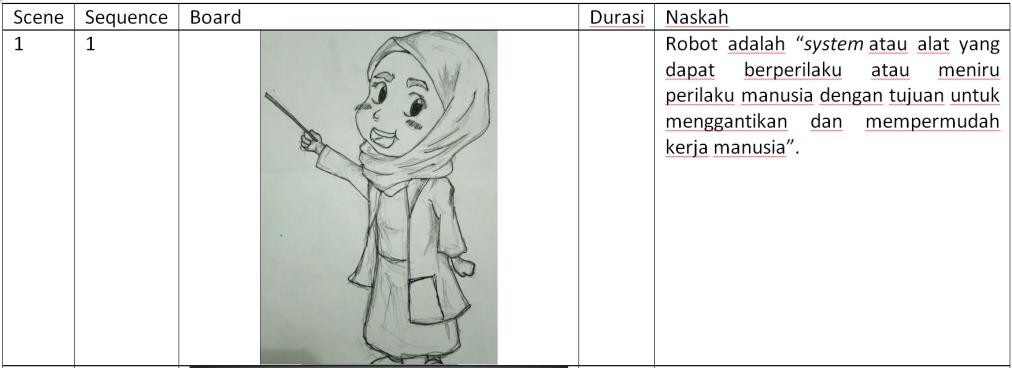 Scene Sequence Board Durasi Naskah
1 1 Robot adalah “system atau alat yang
dapat berperilaku atau meniru
perilaku manusia dengan tujuan untuk
menggantikan dan mempermudah
kerja manusia”.